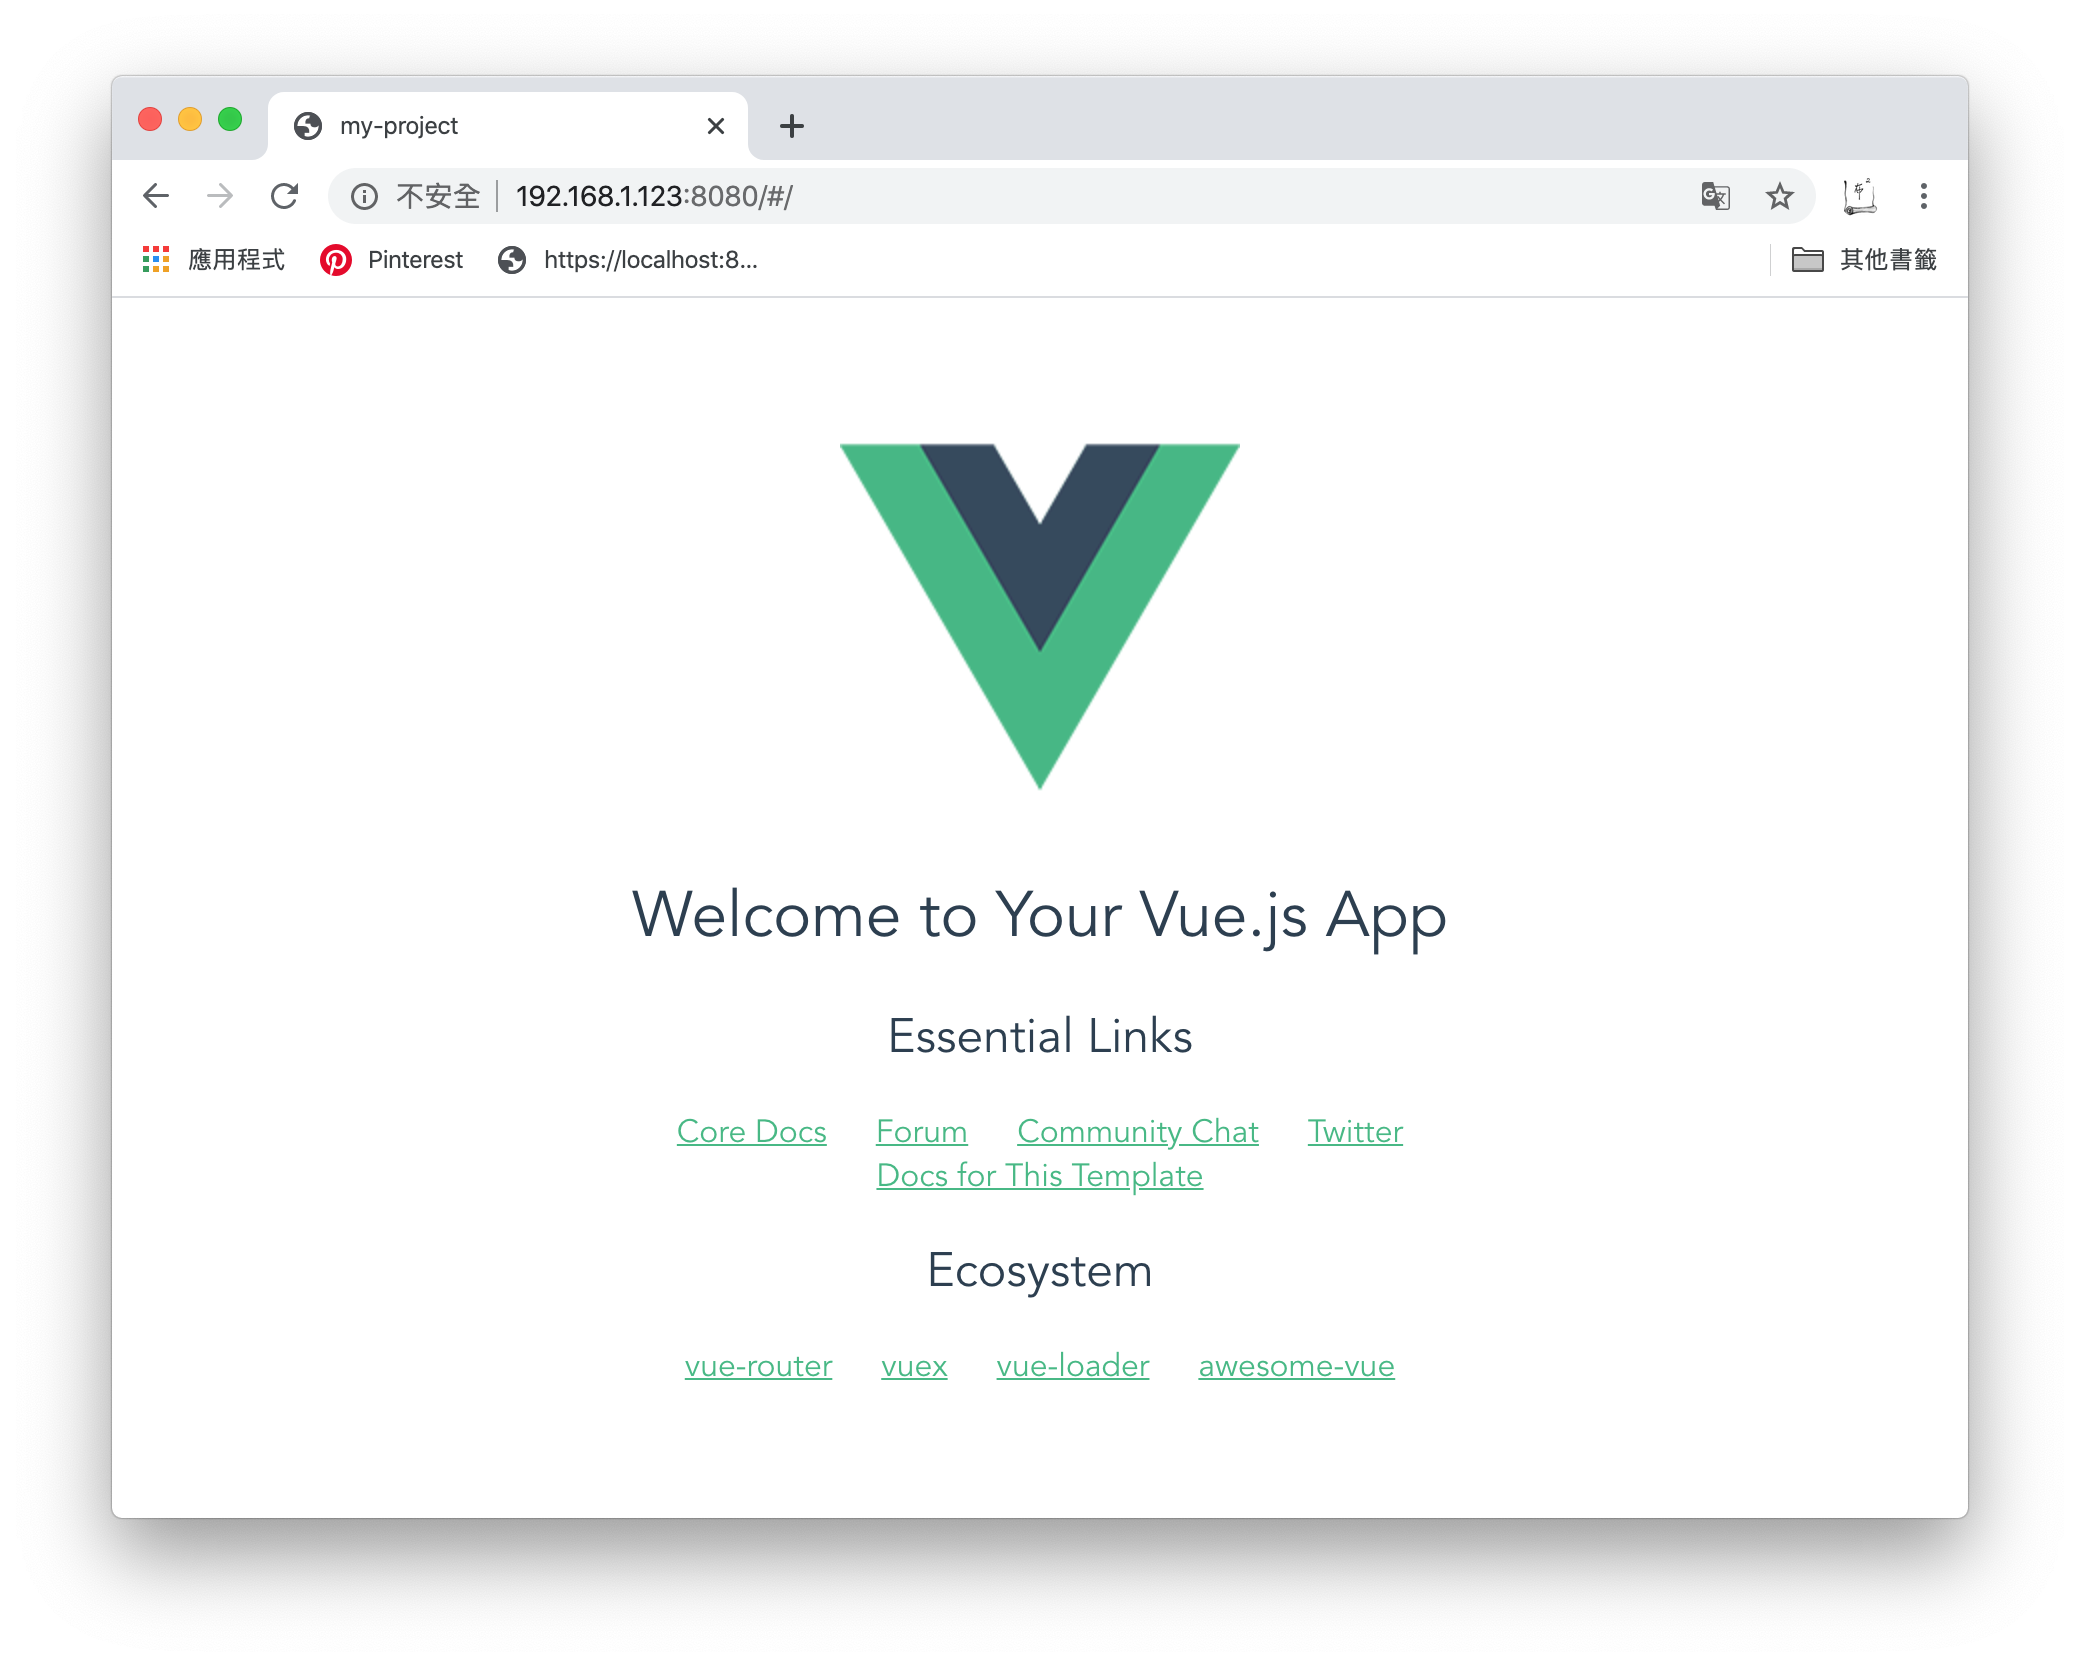 my-project
不安全 192.168.1.123:8080/#/
應用程式 Pinterest https://localhost:8... 其他書籤
Welcome to Your Vue.js App
Essential Links
Core Docs Forum Community Chat Twitter
Docs for This Template
Ecosystem
vue-router vuex vue-loader awesome-vue